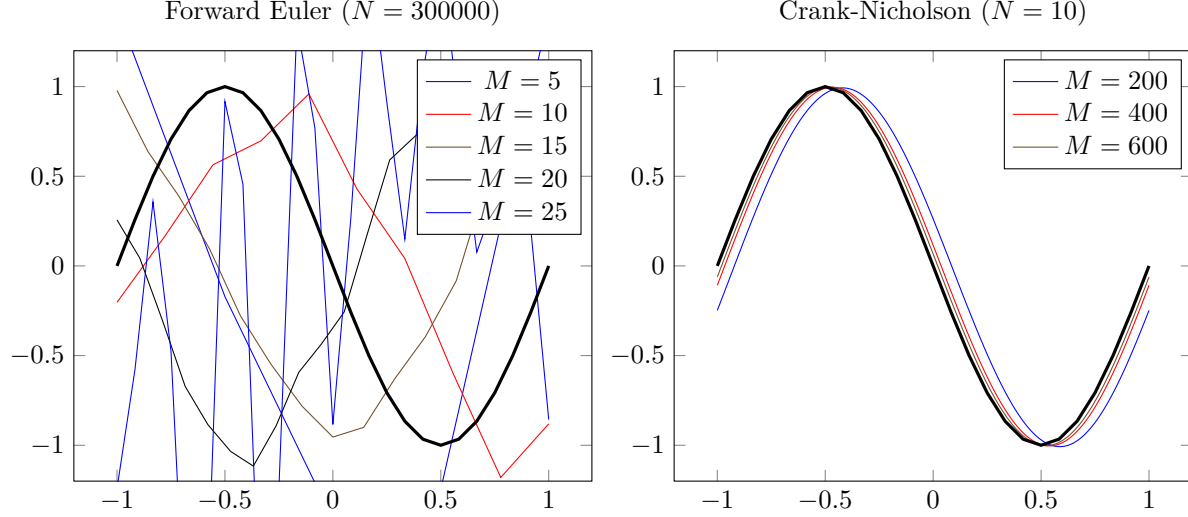 Forward Euler (N = 300000)
1
0.5
0
−0.5
−1
−1
−0.5
0
0.5
1
M = 5
M = 10
M = 15
M = 20
M = 25
Crank-Nicholson (N = 10)
1
0.5
0
−0.5
−1
−1
−0.5
0
0.5
1
M = 200
M = 400
M = 600